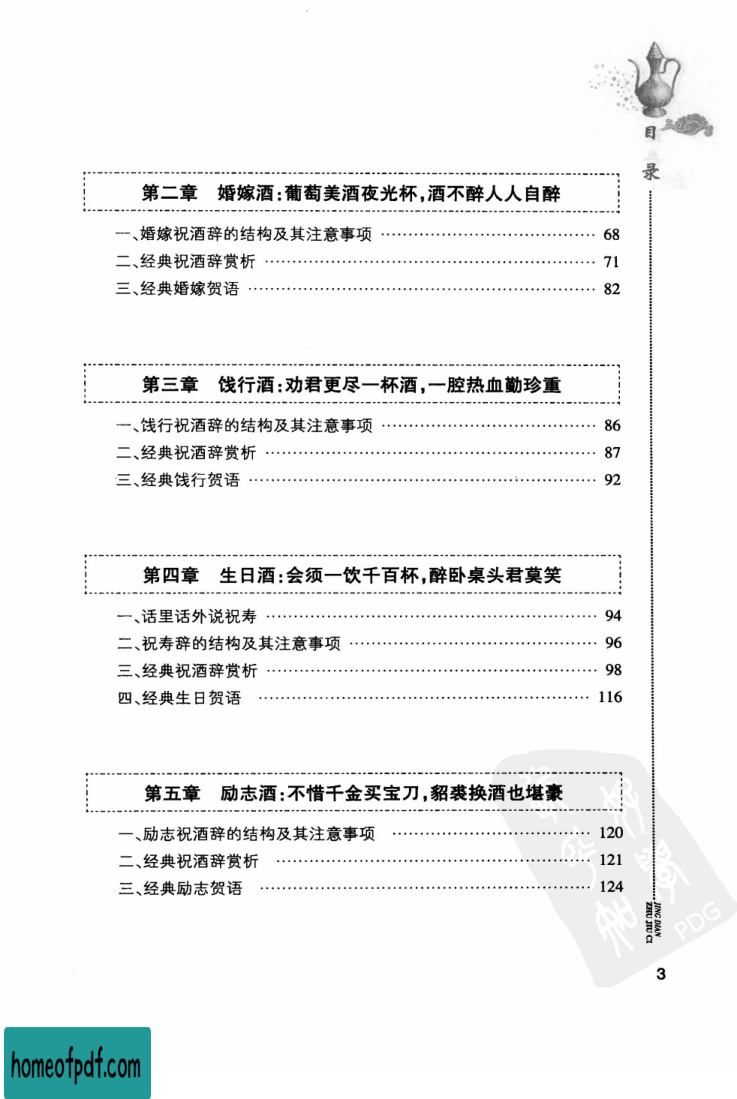 目录
第二章 婚嫁酒:葡萄美酒夜光杯,酒不醉人人自醉
一、婚嫁祝酒辞的结构及其注意事项 …………………………… 68
二、经典祝酒辞赏析 …………………………… 71
三、经典婚嫁贺语 …………………………… 82
第三章 饯行酒:劝君更尽一杯酒,一腔热血勤珍重
一、饯行祝酒辞的结构及其注意事项 …………………………… 86
二、经典祝酒辞赏析 …………………………… 87
三、经典饯行贺语 …………………………… 92
第四章 生日酒:会须一饮千百杯,醉卧桌头君莫笑
一、话里话外说祝寿 …………………………… 94
二、祝寿辞的结构及其注意事项 …………………………… 96
三、经典祝酒辞赏析 …………………………… 98
四、经典生日贺语 …………………………… 116
第五章 励志酒:不惜千金买宝刀,貂裘换酒也堪豪
一、励志祝酒辞的结构及其注意事项 …………………………… 120
二、经典祝酒辞赏析 …………………………… 121
三、经典励志贺语 …………………………… 124
JING DIAN
ZHU JIU CI
PDG
3
homeofpdf.com